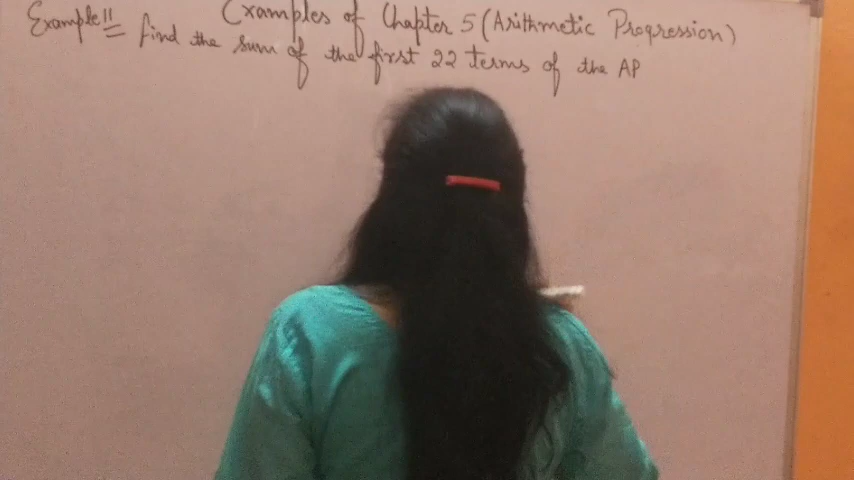 Examples of Chapter 5 (Arithmetic Progression)
Example 11 find the sum of the first 22 terms of the AP